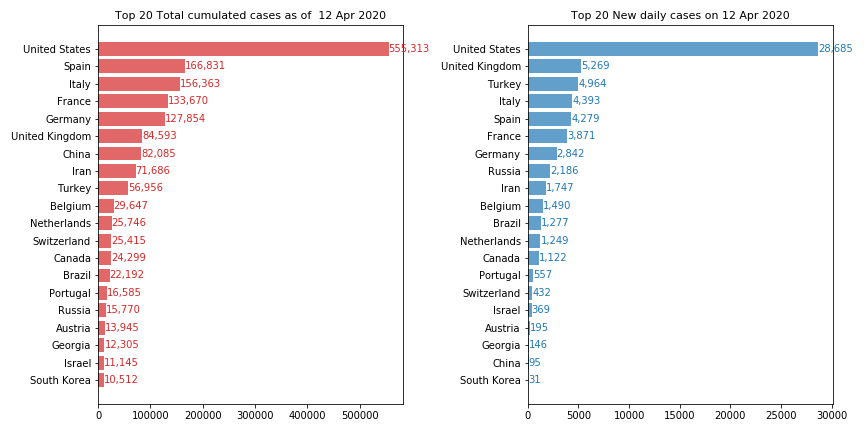 Top 20 Total cumulated cases as of  12 Apr 2020
United States 555,313
Spain 166,831
Italy 156,363
France 133,670
Germany 127,854
United Kingdom 84,593
China 82,085
Iran 71,686
Turkey 56,956
Belgium 29,647
Netherlands 25,746
Switzerland 25,415
Canada 24,299
Brazil 22,192
Portugal 16,585
Russia 15,770
Austria 13,945
Georgia 12,305
Israel 11,145
South Korea 10,512
0 100000 200000 300000 400000 500000
Top 20 New daily cases on 12 Apr 2020
United States 28,685
United Kingdom 5,269
Turkey 4,964
Italy 4,393
Spain 4,279
France 3,871
Germany 2,842
Russia 2,186
Iran 1,747
Belgium 1,490
Brazil 1,277
Netherlands 1,249
Canada 1,122
Portugal 557
Switzerland 432
Israel 369
Austria 195
Georgia 146
China 95
South Korea 31
0 5000 10000 15000 20000 25000 30000